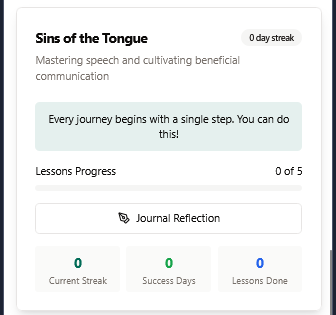 Sins of the Tongue
0 day streak
Mastering speech and cultivating beneficial
communication
Every journey begins with a single step. You can do
this!
Lessons Progress
0 of 5
Journal Reflection
0
0
0
Current Streak
Success Days
Lessons Done